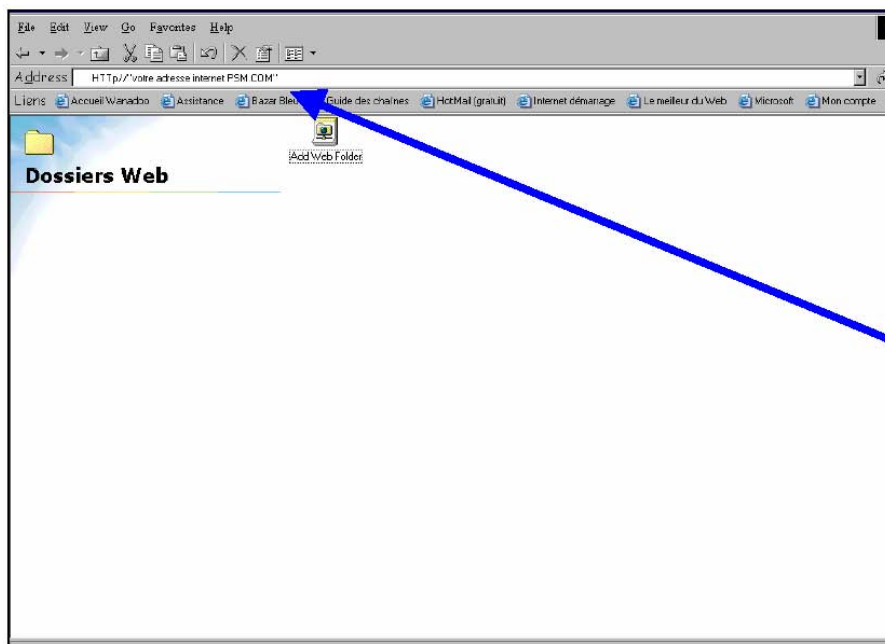 File Edit View Go Favorites Help
Address HTTp//"votre adresse internet PSM.COM"
Liens Accueil Wanadoo Assistance Bazar Bleu Guide des chaînes HotMail (gratuit) Internet démarrage Le meilleur du Web Microsoft Mon compte
Add Web Folder
Dossiers Web